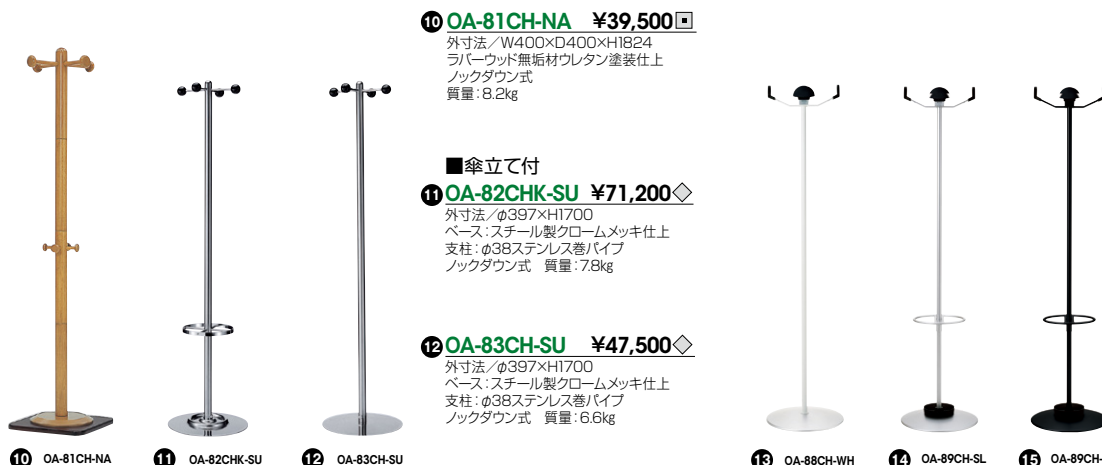 ⑩ OA-81CH-NA ¥39,500
外寸法／W400×D400×H1824
ラバーウッド無垢材ウレタン塗装仕上
ノックダウン式
質量：8.2kg
■傘立て付
⑪ OA-82CHK-SU ¥71,200
外寸法／φ397×H1700
ベース：スチール製クロームメッキ仕上
支柱：φ38ステンレス巻パイプ
ノックダウン式　質量：7.8kg
⑫ OA-83CH-SU ¥47,500
外寸法／φ397×H1700
ベース：スチール製クロームメッキ仕上
支柱：φ38ステンレス巻パイプ
ノックダウン式　質量：6.6kg
⑩ OA-81CH-NA
⑪ OA-82CHK-SU
⑫ OA-83CH-SU
⑬ OA-88CH-WH
⑭ OA-89CH-SL
⑮ OA-89CH-